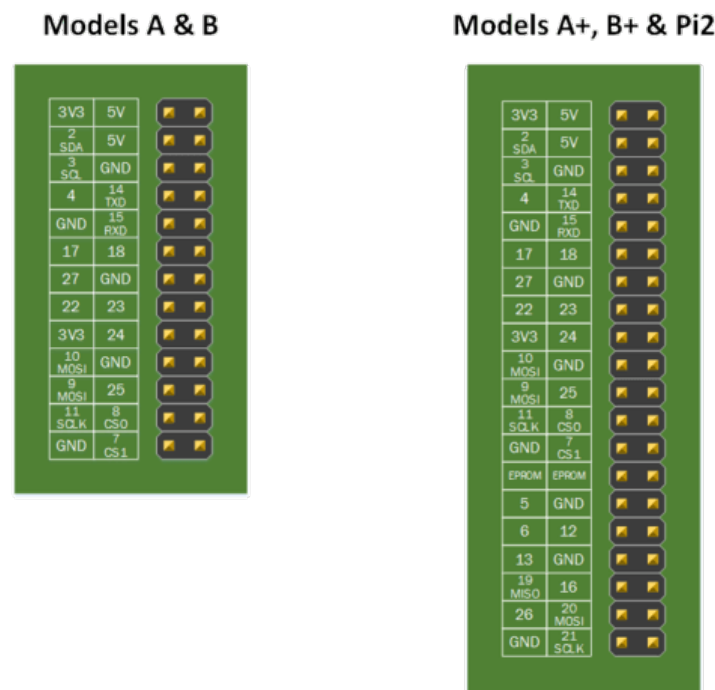 Models A & B
3V3 5V
2 SDA 5V
3 SCL GND
4 14 TXD
GND 15 RXD
17 18
27 GND
22 23
3V3 24
10 MOSI GND
9 MOSI 25
11 SCLK 8 CS0
GND 7 CS1
Models A+, B+ & Pi2
3V3 5V
2 SDA 5V
3 SCL GND
4 14 TXD
GND 15 RXD
17 18
27 GND
22 23
3V3 24
10 MOSI GND
9 MOSI 25
11 SCLK 8 CS0
GND 7 CS1
EPROM EPROM
5 GND
6 12
13 GND
19 MISO 16
26 20 MOSI
GND 21 SCLK